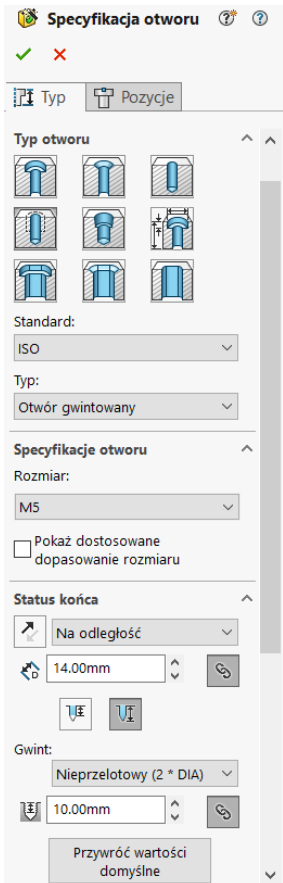 Specyfikacja otworu
Typ
Pozycje
Typ otworu
Standard:
ISO
Typ:
Otwór gwintowany
Specyfikacje otworu
Rozmiar:
M5
Pokaż dostosowane
dopasowanie rozmiaru
Status końca
Na odległość
D
14.00mm
Gwint:
Nieprzelotowy (2 * DIA)
10.00mm
Przywróć wartości
domyślne